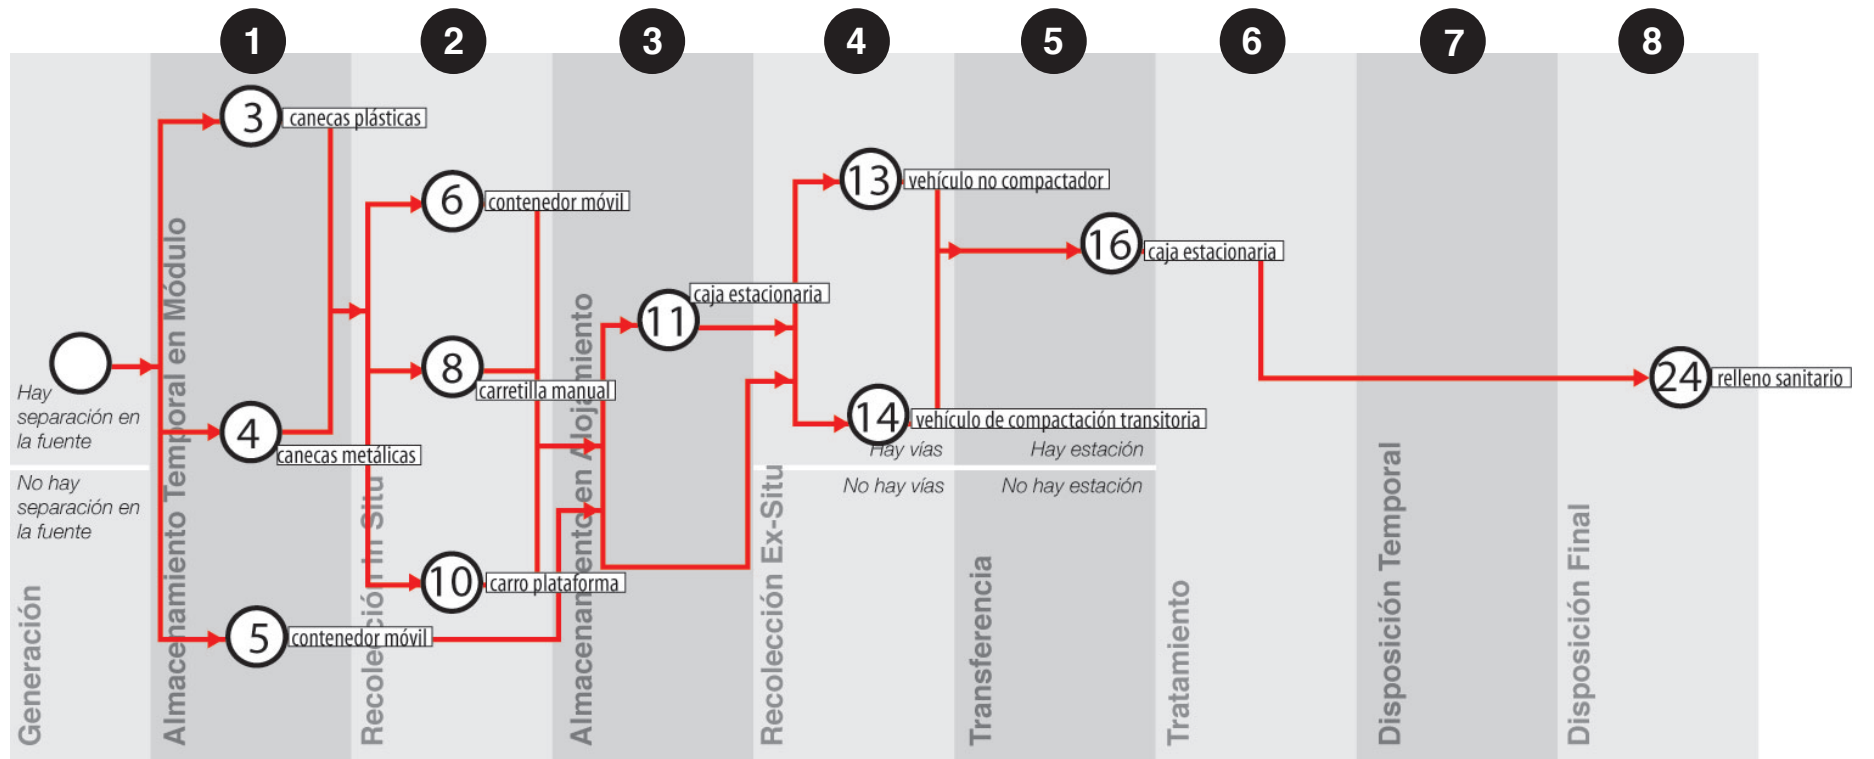 1
2
3
4
5
6
7
8
3
canecas plásticas
4
canecas metálicas
5
contenedor móvil
6
contenedor móvil
8
carretilla manual
10
carro plataforma
11
caja estacionaria
13
vehículo no compactador
14
vehículo de compactación transitoria
16
caja estacionaria
24
relleno sanitario
Hay
separación en
la fuente
No hay
separación en
la fuente
Hay vías
No hay vías
Hay estación
No hay estación
Generación
Almacenamiento Temporal en Módulo
Recolección In Situ
Almacenamento en Alojamiento
Recolección Ex-Situ
Transferencia
Tratamiento
Disposición Temporal
Disposición Final